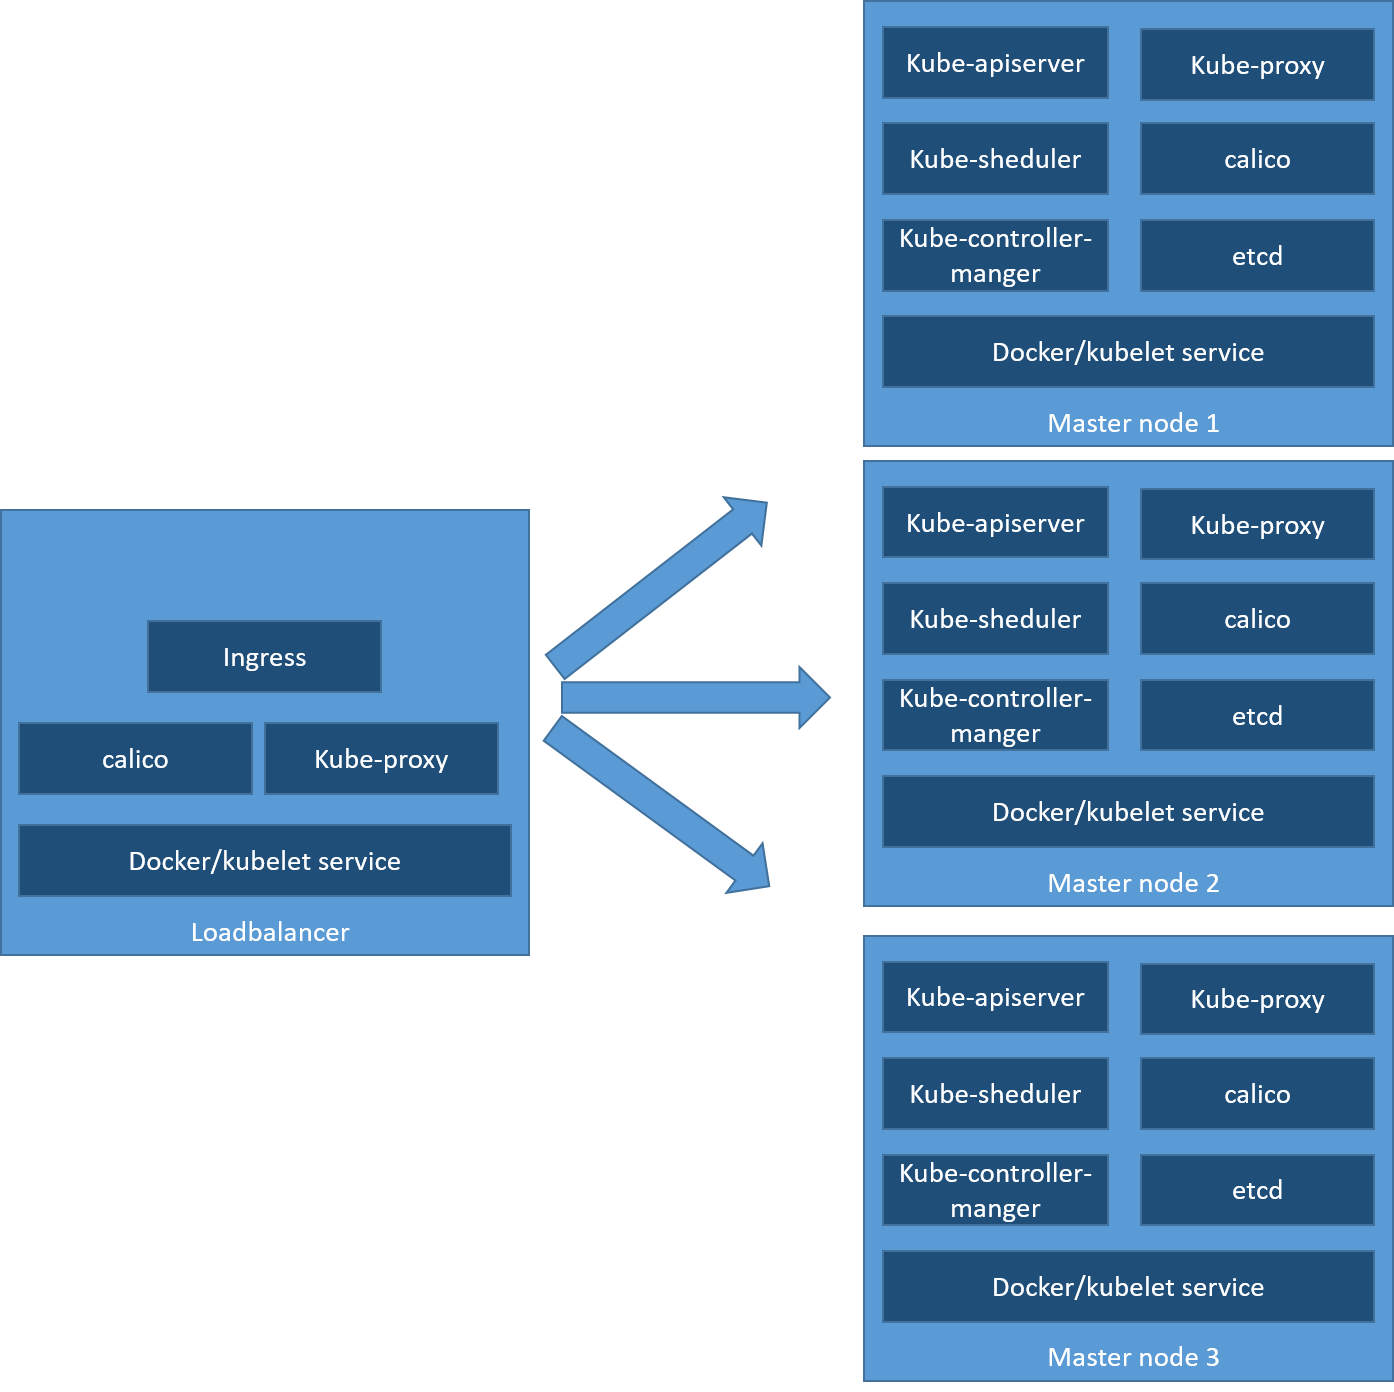 Ingress
calico
Kube-proxy
Docker/kubelet service
Loadbalancer
Kube-apiserver
Kube-proxy
Kube-sheduler
calico
Kube-controller-
manger
etcd
Docker/kubelet service
Master node 1
Kube-apiserver
Kube-proxy
Kube-sheduler
calico
Kube-controller-
manger
etcd
Docker/kubelet service
Master node 2
Kube-apiserver
Kube-proxy
Kube-sheduler
calico
Kube-controller-
manger
etcd
Docker/kubelet service
Master node 3